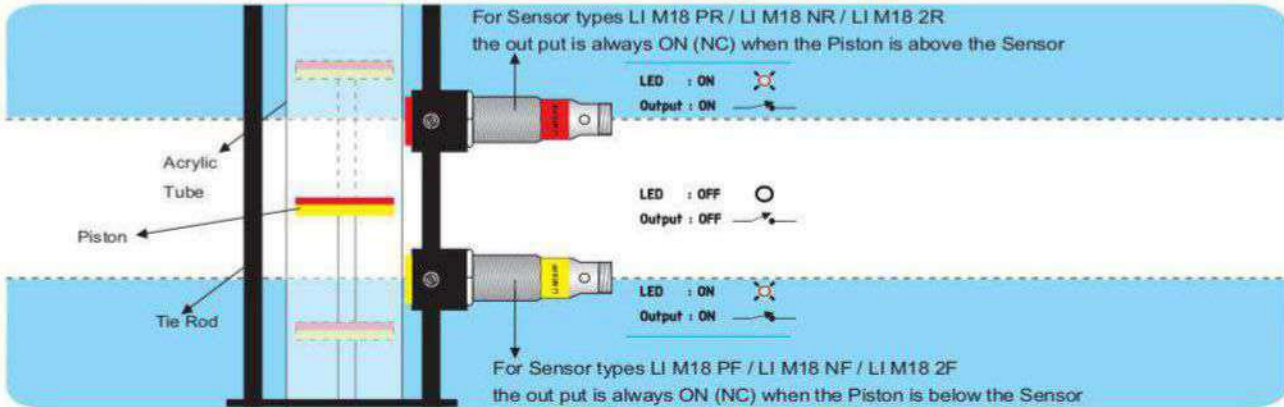 For Sensor types LI M18 PR / LI M18 NR / LI M18 2R
the out put is always ON (NC) when the Piston is above the Sensor
LED : ON
Output : ON
Acrylic
Tube
LED : OFF
Output : OFF
Piston
LED : ON
Output : ON
Tie Rod
For Sensor types LI M18 PF / LI M18 NF / LI M18 2F
the out put is always ON (NC) when the Piston is below the Sensor